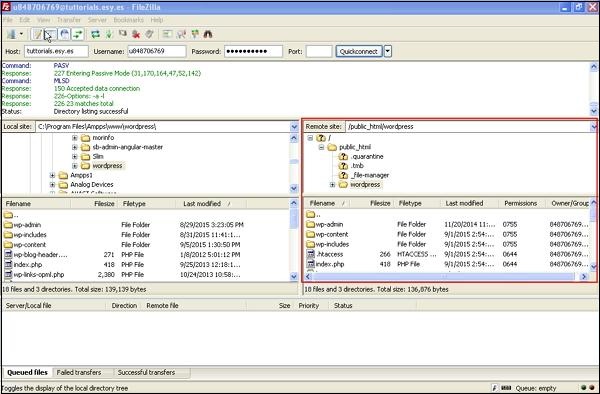 u848706769@tuttorials.esy.es - FileZilla
File Edit View Transfer Server Bookmarks Help
Host: tuttorials.esy.es Username: u848706769 Password: •••••••••• Port: Quickconnect
Command: PASV
Response: 227 Entering Passive Mode (31,170,164,47,52,142)
Command: MLSD
Response: 150 Accepted data connection
Response: 226-Options: -a -l
Response: 226 23 matches total
Status: Directory listing successful
Local site: C:\Program Files\Ampps\www\wordpress\
morinfo
sb-admin-angular-master
Slim
wordpress
Ampps1
Analog Devices
Remote site: /public_html/wordpress
/
public_html
.quarantine
.tmb
_file-manager
wordpress
Filename Filesize Filetype Last modified
..
wp-admin File Folder 8/29/2015 3:23:05 PM
wp-includes File Folder 8/31/2015 11:41:1...
wp-content File Folder 9/1/2015 1:30:50 PM
wp-blog-header.... 271 PHP File 1/8/2012 5:01:12 PM
index.php 418 PHP File 9/25/2013 12:18:1...
wp-links-opml.php 2,380 PHP File 10/24/2013 10:58:...
18 files and 3 directories. Total size: 139,139 bytes
Filename Filesize Filetype Last modified Permissions Owner/Group
..
wp-admin File Folder 11/20/2014 11:... 0755 848706769...
wp-content File Folder 9/1/2015 2:54:... 0755 848706769...
wp-includes File Folder 9/1/2015 2:54:... 0755 848706769...
.htaccess 266 HTACCESS ... 9/1/2015 2:54:... 0644 848706769...
index.php 418 PHP File 9/1/2015 2:54:... 0644 848706769...
18 files and 3 directories. Total size: 136,876 bytes
Server/Local file Direction Remote file Size Priority Status
Queued files Failed transfers Successful transfers
Toggles the display of the local directory tree Queue: empty